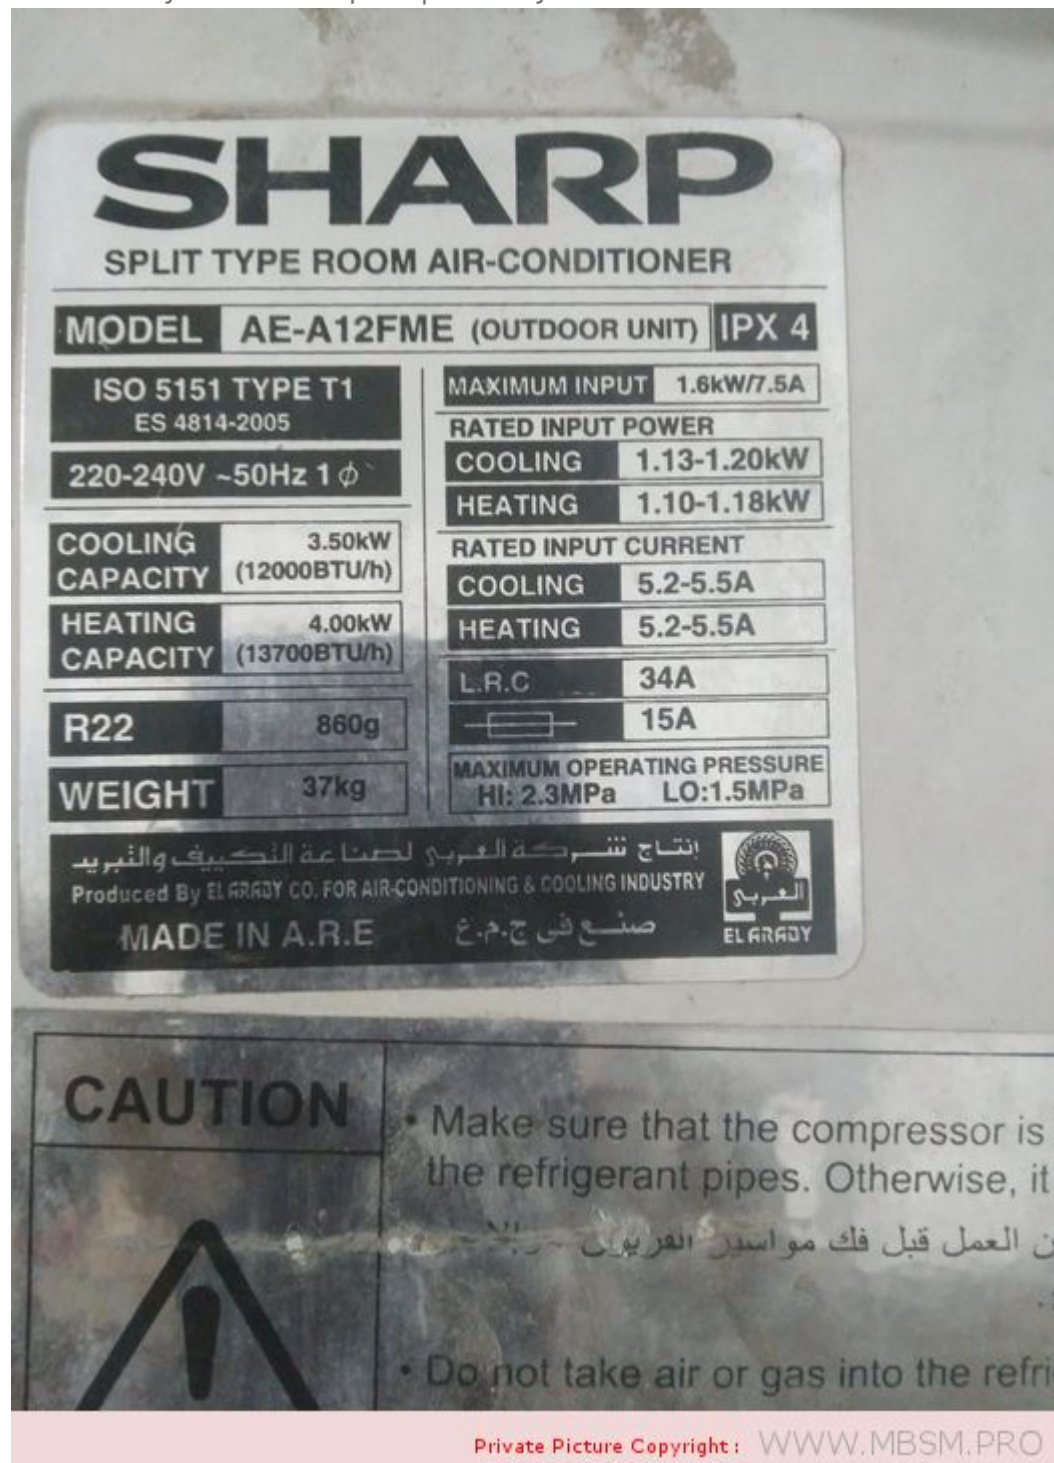 SHARP
SPLIT TYPE ROOM AIR-CONDITIONER
MODEL AE-A12FME (OUTDOOR UNIT) IPX 4
ISO 5151 TYPE T1
ES 4814-2005
220-240V ~50Hz 1 ϕ
COOLING CAPACITY 3.50kW
(12000BTU/h)
HEATING CAPACITY 4.00kW
(13700BTU/h)
R22 860g
WEIGHT 37kg
MAXIMUM INPUT 1.6kW/7.5A
RATED INPUT POWER
COOLING 1.13-1.20kW
HEATING 1.10-1.18kW
RATED INPUT CURRENT
COOLING 5.2-5.5A
HEATING 5.2-5.5A
L.R.C 34A
15A
MAXIMUM OPERATING PRESSURE
HI: 2.3MPa LO:1.5MPa
إنتاج شركة العربي لصناعة التكييف والتبريد
Produced By EL ARABY CO. FOR AIR-CONDITIONING & COOLING INDUSTRY
MADE IN A.R.E صنع فى ج.م.ع
العربي
EL ARABY
CAUTION
• Make sure that the compressor is
the refrigerant pipes. Otherwise, it
العمل قبل فك مواسير الفريون
• Do not take air or gas into the refri
Private Picture Copyright : WWW.MBSM.PRO